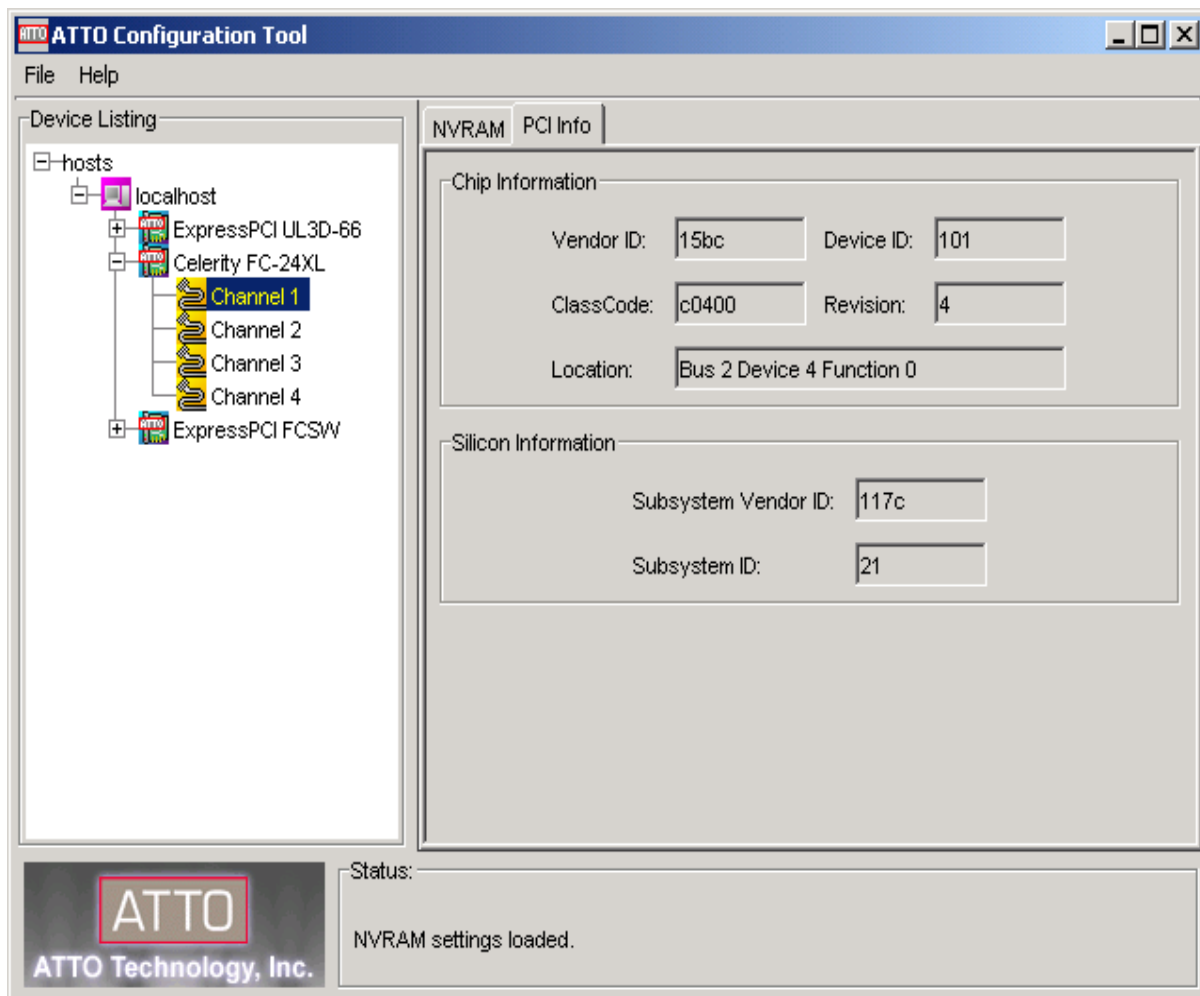 ATTO Configuration Tool
File Help
Device Listing
hosts
localhost
ExpressPCI UL3D-66
Celerity FC-24XL
Channel 1
Channel 2
Channel 3
Channel 4
ExpressPCI FCSW
NVRAM PCI Info
Chip Information
Vendor ID: 15bc Device ID: 101
ClassCode: c0400 Revision: 4
Location: Bus 2 Device 4 Function 0
Silicon Information
Subsystem Vendor ID: 117c
Subsystem ID: 21
ATTO
ATTO Technology, Inc.
Status:
NVRAM settings loaded.